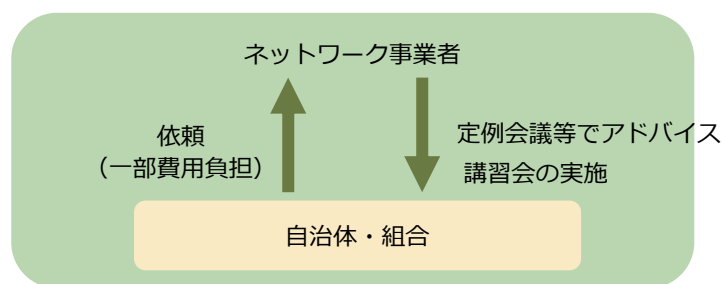 ネットワーク事業者
依頼
（一部費用負担）
定例会議等でアドバイス
講習会の実施
自治体・組合